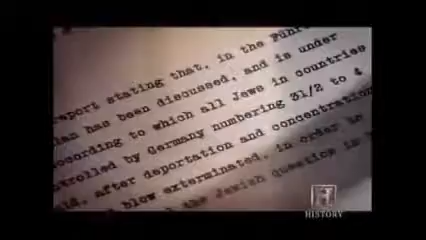 report stating that, in the Führ
plan has been discussed, and is under
according to which all Jews in countries
controlled by Germany numbering 31/2 to 4
after deportation and concentration
blow exterminated, in order to
the Jewish question in
H
HISTORY